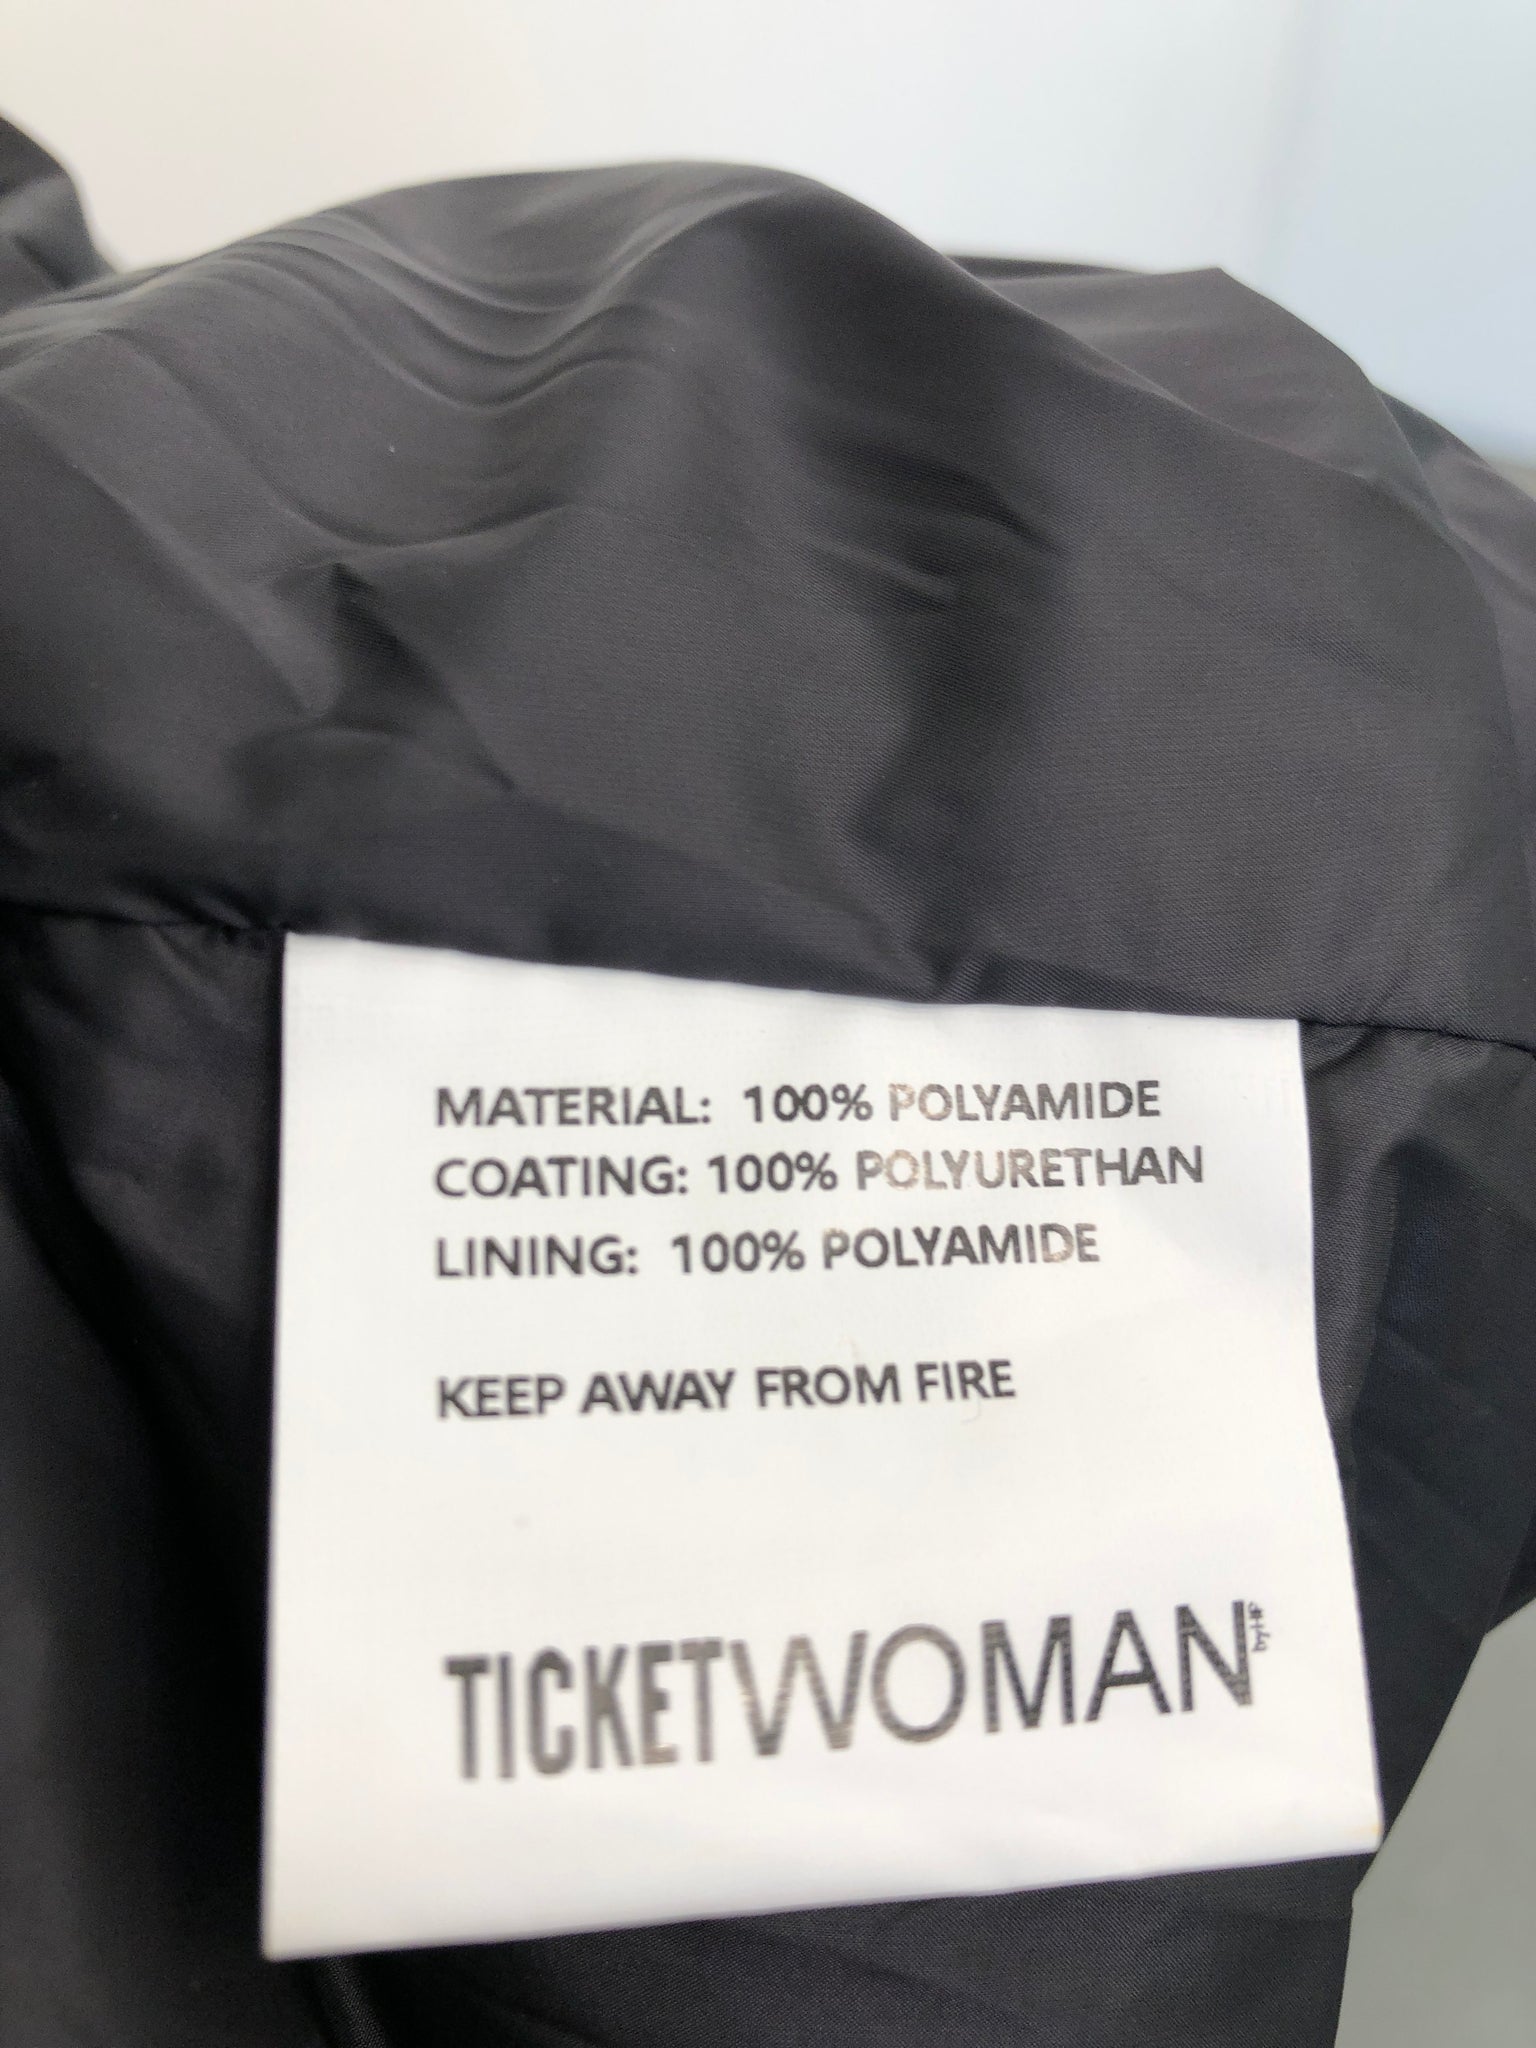 MATERIAL: 100% POLYAMIDE
COATING: 100% POLYURETHAN
LINING: 100% POLYAMIDE
KEEP AWAY FROM FIRE
TICKETWOMAN